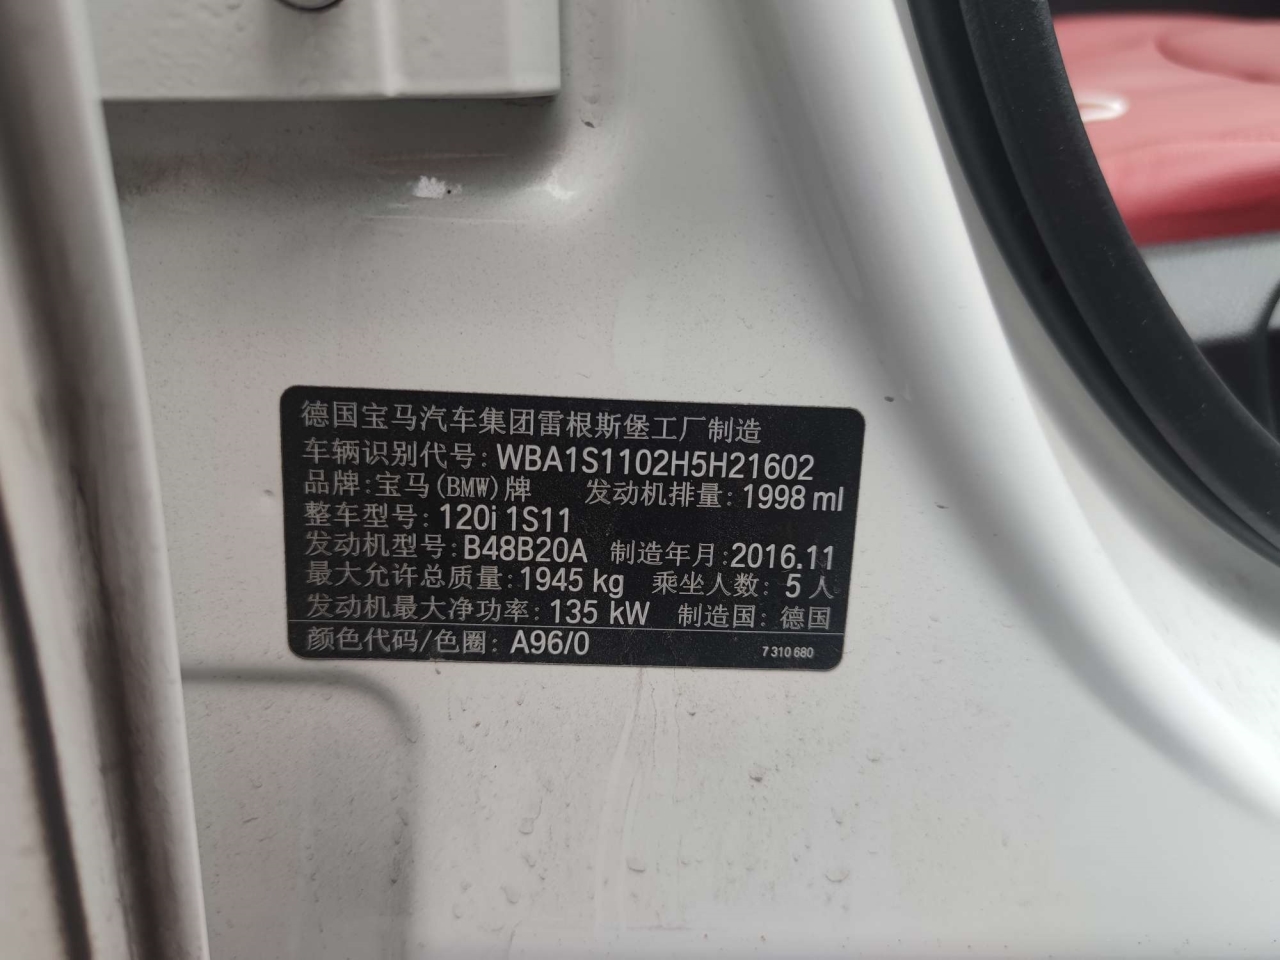 德国宝马汽车集团雷根斯堡工厂制造
车辆识别代号: WBA1S1102H5H21602
品牌: 宝马(BMW)牌 发动机排量: 1998 ml
整车型号: 120i 1S11
发动机型号: B48B20A 制造年月: 2016.11
最大允许总质量: 1945 kg 乘坐人数: 5 人
发动机最大净功率: 135 kW 制造国: 德国
颜色代码/色圈: A96/0 7 310 680